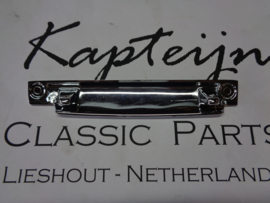 Kapteijn
Classic Parts
Lieshout - Netherland